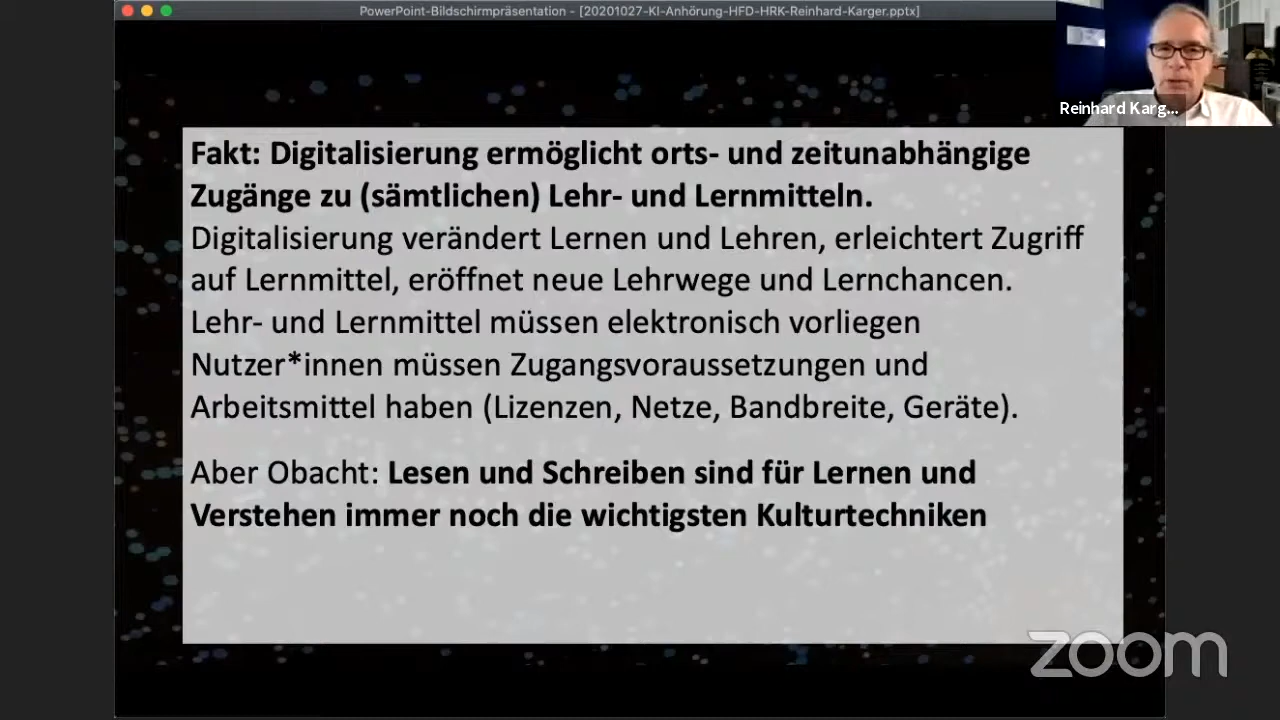 PowerPoint-Bildschirmpräsentation - [20201027-KI-Anhörung-HFD-HRK-Reinhard-Karger.pptx]
Reinhard Karg...
Fakt: Digitalisierung ermöglicht orts- und zeitunabhängige
Zugänge zu (sämtlichen) Lehr- und Lernmitteln.
Digitalisierung verändert Lernen und Lehren, erleichtert Zugriff
auf Lernmittel, eröffnet neue Lehrwege und Lernchancen.
Lehr- und Lernmittel müssen elektronisch vorliegen
Nutzer*innen müssen Zugangsvoraussetzungen und
Arbeitsmittel haben (Lizenzen, Netze, Bandbreite, Geräte).
Aber Obacht: Lesen und Schreiben sind für Lernen und
Verstehen immer noch die wichtigsten Kulturtechniken
zoom